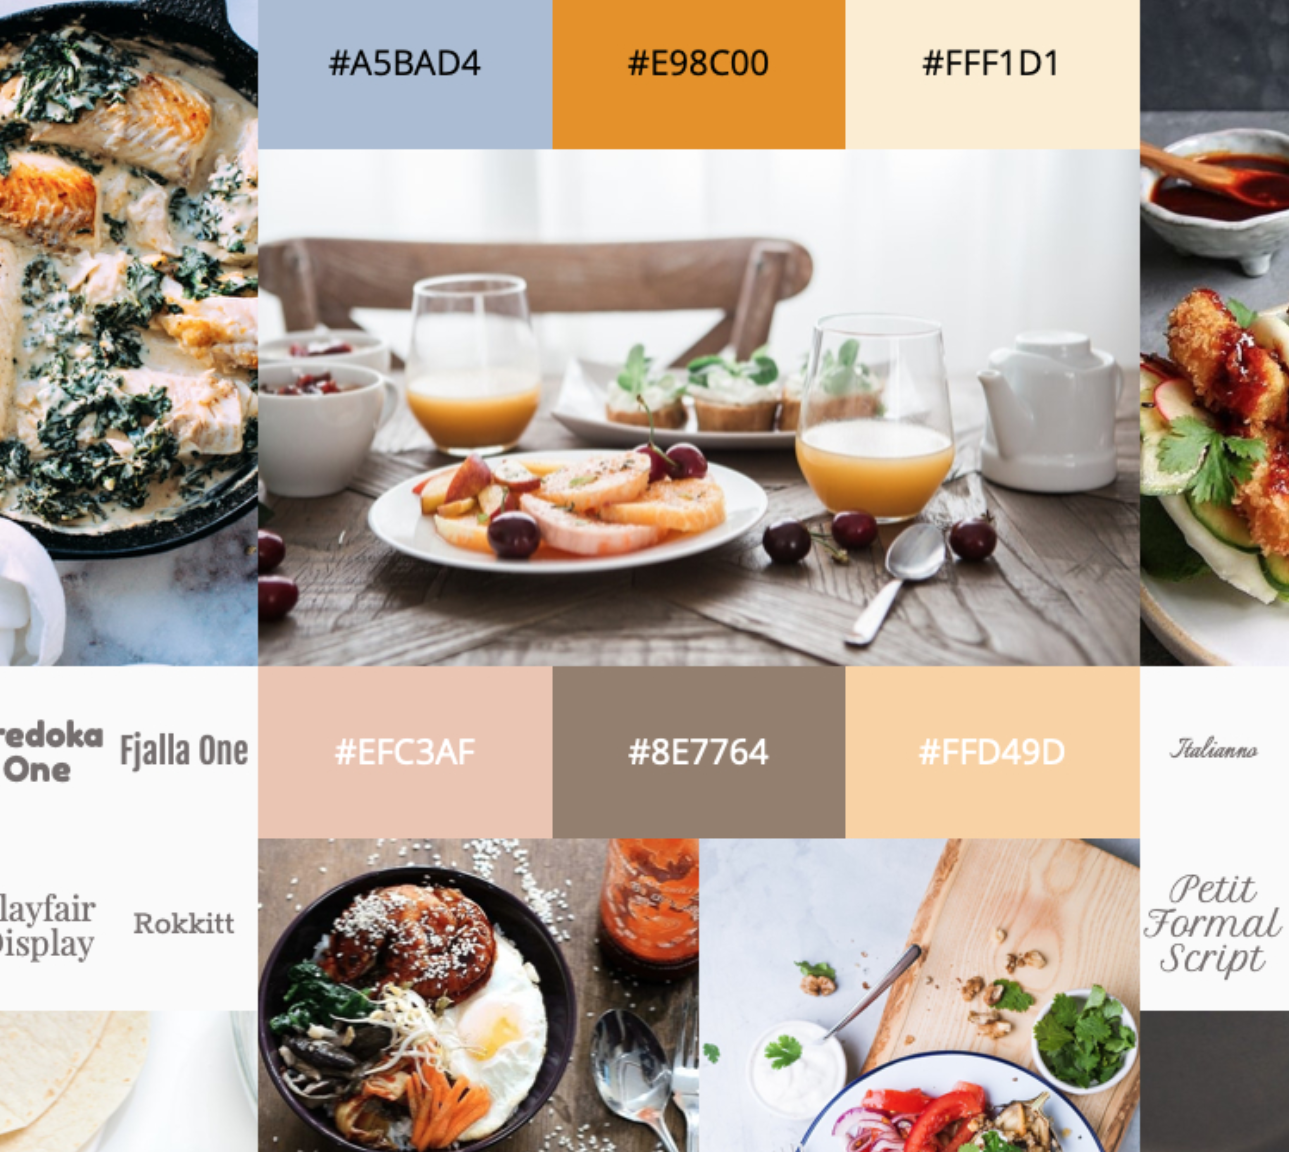 #A5BAD4
#E98C00
#FFF1D1
#EFC3AF
#8E7764
#FFD49D
redoka
One
Fjalla One
layfair
isplay
Rokkitt
Italianno
Petit
Formal
Script